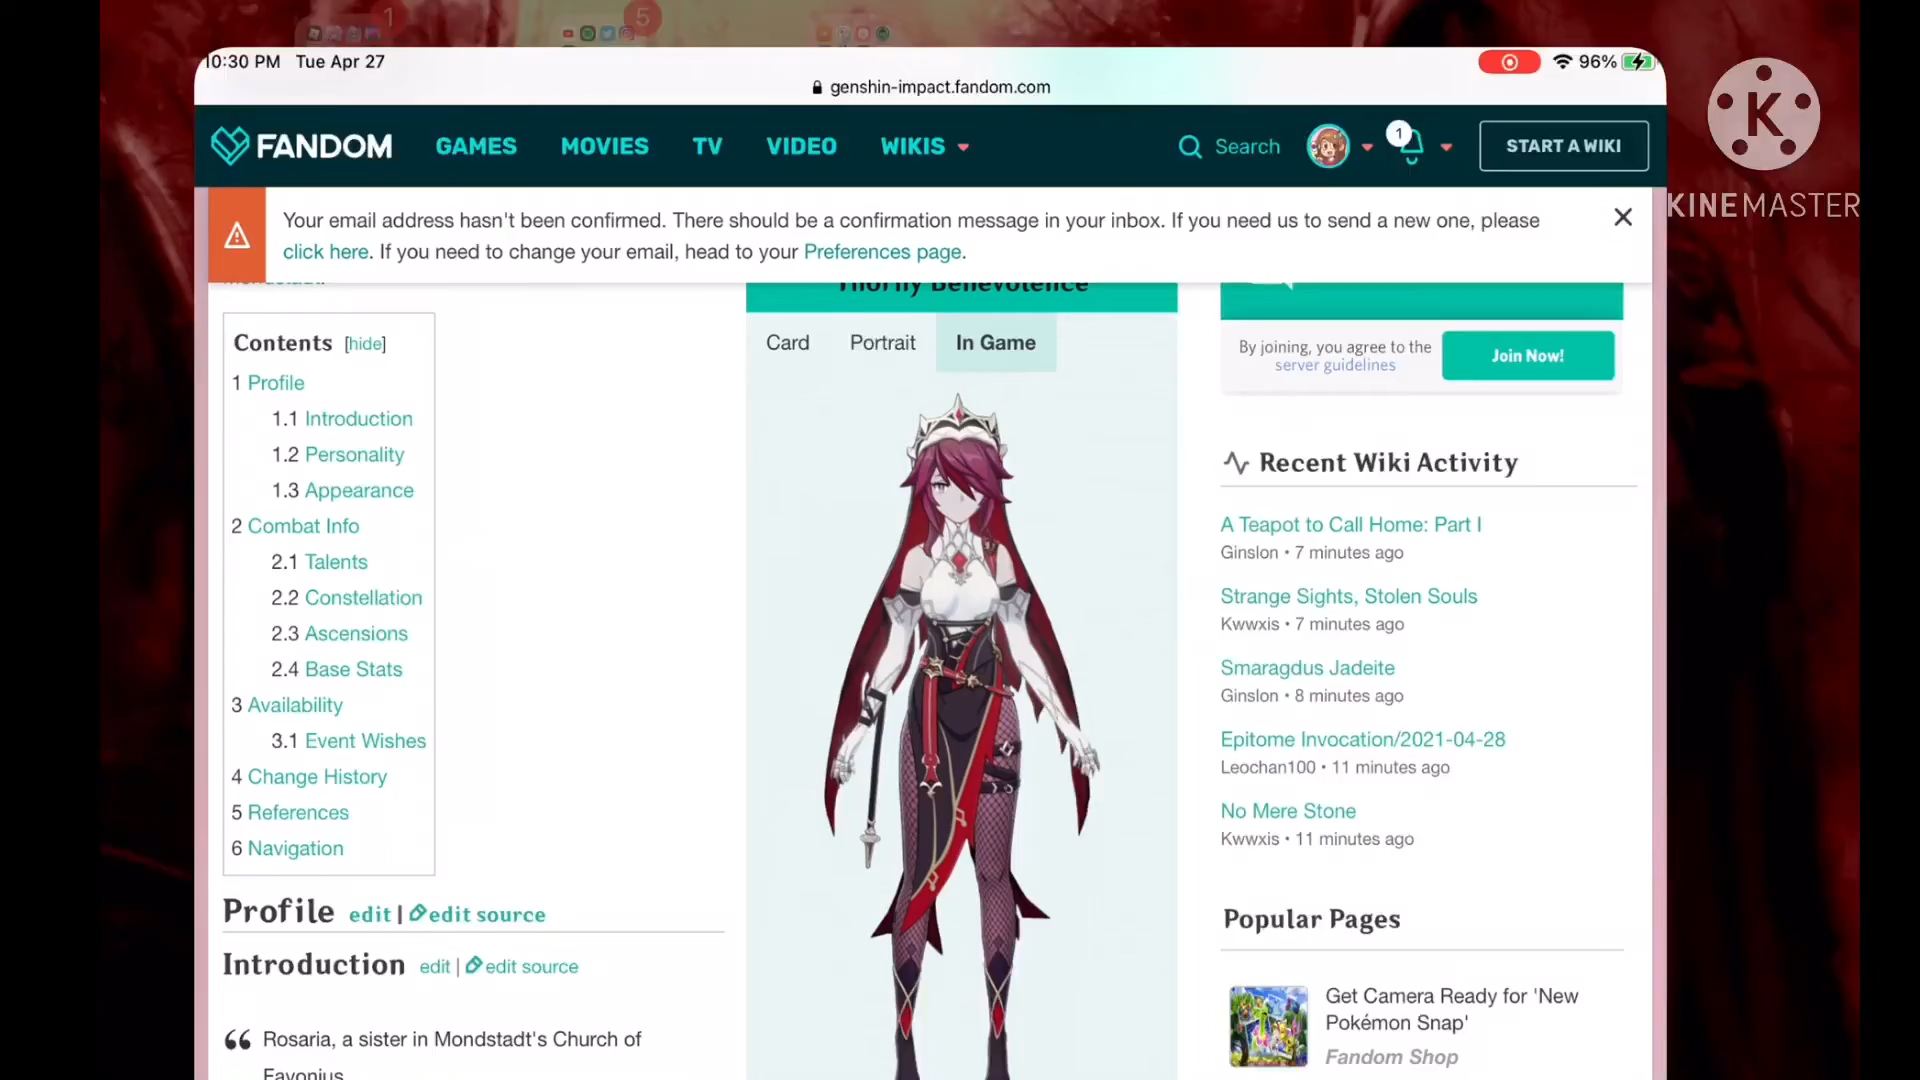 1
5
10:30 PM Tue Apr 27
96%
genshin-impact.fandom.com
FANDOM
GAMES
MOVIES
TV
VIDEO
WIKIS
Search
1
START A WIKI
K
KINEMASTER
Your email address hasn't been confirmed. There should be a confirmation message in your inbox. If you need us to send a new one, please
click here. If you need to change your email, head to your Preferences page.
Thorny Benevolence
Contents [hide]
1 Profile
1.1 Introduction
1.2 Personality
1.3 Appearance
2 Combat Info
2.1 Talents
2.2 Constellation
2.3 Ascensions
2.4 Base Stats
3 Availability
3.1 Event Wishes
4 Change History
5 References
6 Navigation
Profile edit | edit source
Introduction edit | edit source
Rosaria, a sister in Mondstadt's Church of
Favonius
Card
Portrait
In Game
By joining, you agree to the
server guidelines
Join Now!
Recent Wiki Activity
A Teapot to Call Home: Part I
Ginslon • 7 minutes ago
Strange Sights, Stolen Souls
Kwwxis • 7 minutes ago
Smaragdus Jadeite
Ginslon • 8 minutes ago
Epitome Invocation/2021-04-28
Leochan100 • 11 minutes ago
No Mere Stone
Kwwxis • 11 minutes ago
Popular Pages
Get Camera Ready for 'New
Pokémon Snap'
Fandom Shop